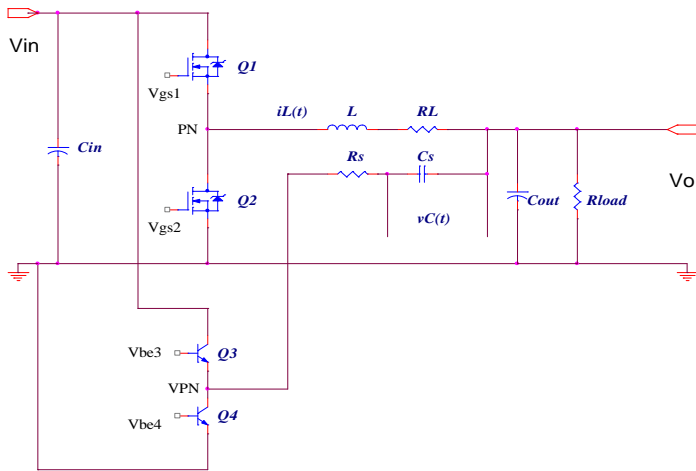 Vin
Q1
Vgs1
iL(t) L RL
PN
Cin
Rs Cs
Vo
Q2
Vgs2
vC(t)
Cout Rload
Vbe3 Q3
VPN
Vbe4 Q4